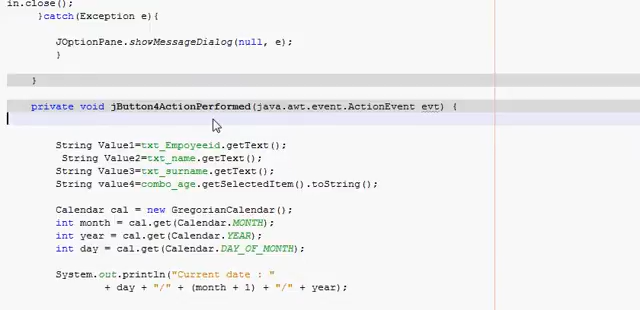 in.close();
}catch(Exception e){
JOptionPane.showMessageDialog(null, e);
}
}
private void jButton4ActionPerformed(java.awt.event.ActionEvent evt) {
String Value1=txt_Empoyeeid.getText();
String Value2=txt_name.getText();
String Value3=txt_surname.getText();
String value4=combo_age.getSelectedItem().toString();
Calendar cal = new GregorianCalendar();
int month = cal.get(Calendar.MONTH);
int year = cal.get(Calendar.YEAR);
int day = cal.get(Calendar.DAY_OF_MONTH);
System.out.println("Current date : "
+ day + "/" + (month + 1) + "/" + year);